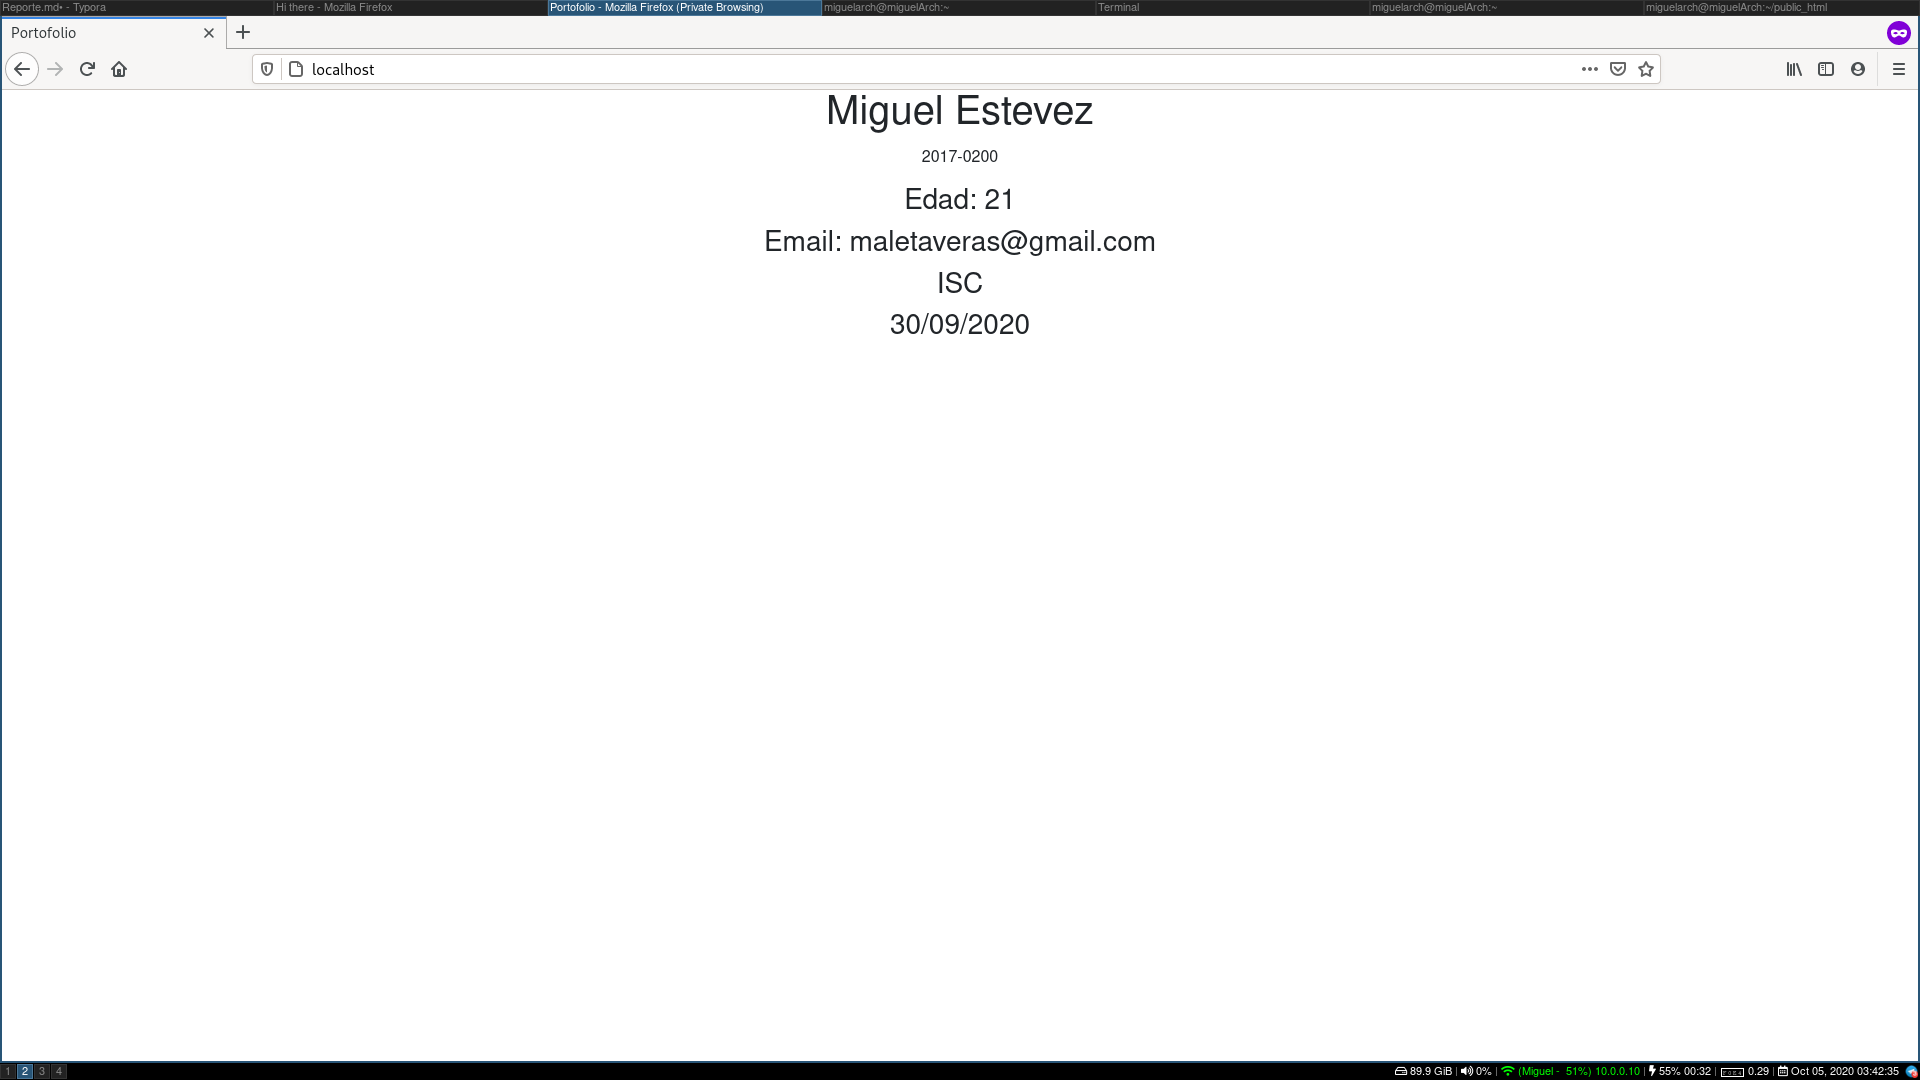 Reporte.md• - Typora
Hi there - Mozilla Firefox
Portofolio - Mozilla Firefox (Private Browsing)
miguelarch@miguelArch:~
Terminal
miguelarch@miguelArch:~
miguelarch@miguelArch:~/public_html
Portofolio
localhost
Miguel Estevez
2017-0200
Edad: 21
Email: maletaveras@gmail.com
ISC
30/09/2020
1 2 3 4
89.9 GiB | 0% | (Miguel - 51%) 10.0.0.10 | 55% 00:32 | 0.29 | Oct 05, 2020 03:42:35